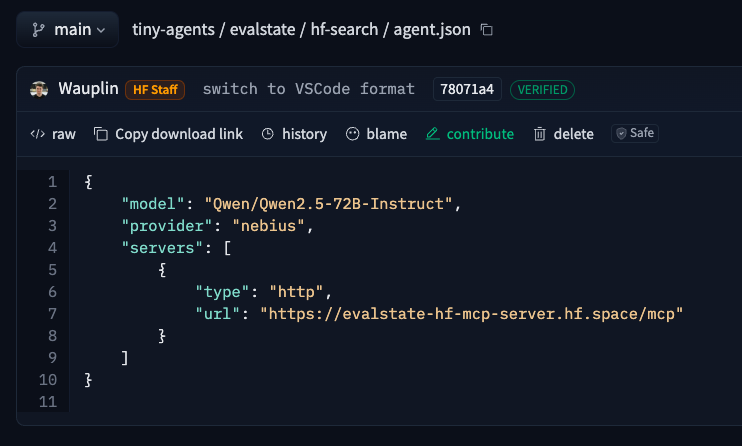 main tiny-agents / evalstate / hf-search / agent.json
Wauplin HF Staff switch to VSCode format 78071a4 VERIFIED
</> raw Copy download link history blame contribute delete Safe
1 {
2     "model": "Qwen/Qwen2.5-72B-Instruct",
3     "provider": "nebius",
4     "servers": [
5         {
6             "type": "http",
7             "url": "https://evalstate-hf-mcp-server.hf.space/mcp"
8         }
9     ]
10 }
11